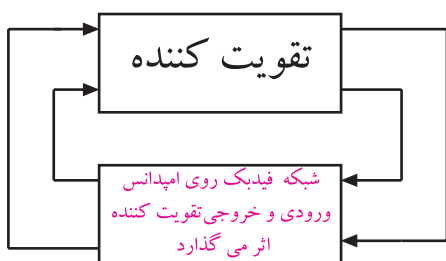 تقویت کننده
شبکه فیدبک روی امپدانس
ورودی و خروجی تقویت کننده
اثر می گذارد